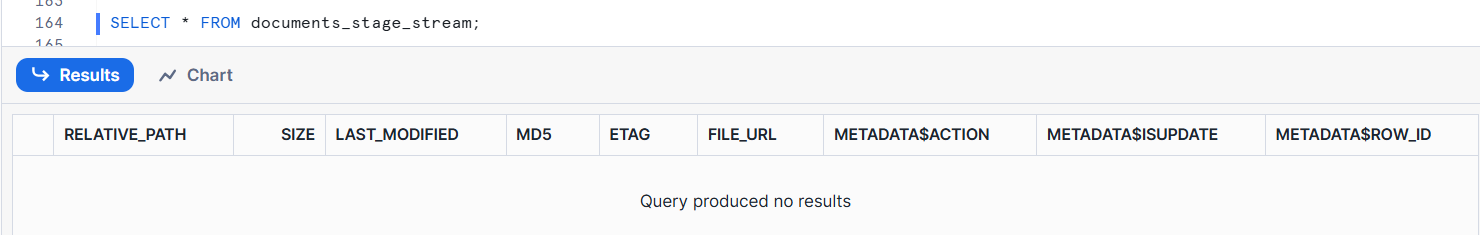 163
164 SELECT * FROM documents_stage_stream;
165
Results Chart
RELATIVE_PATH SIZE LAST_MODIFIED MD5 ETAG FILE_URL METADATA$ACTION METADATA$ISUPDATE METADATA$ROW_ID
Query produced no results